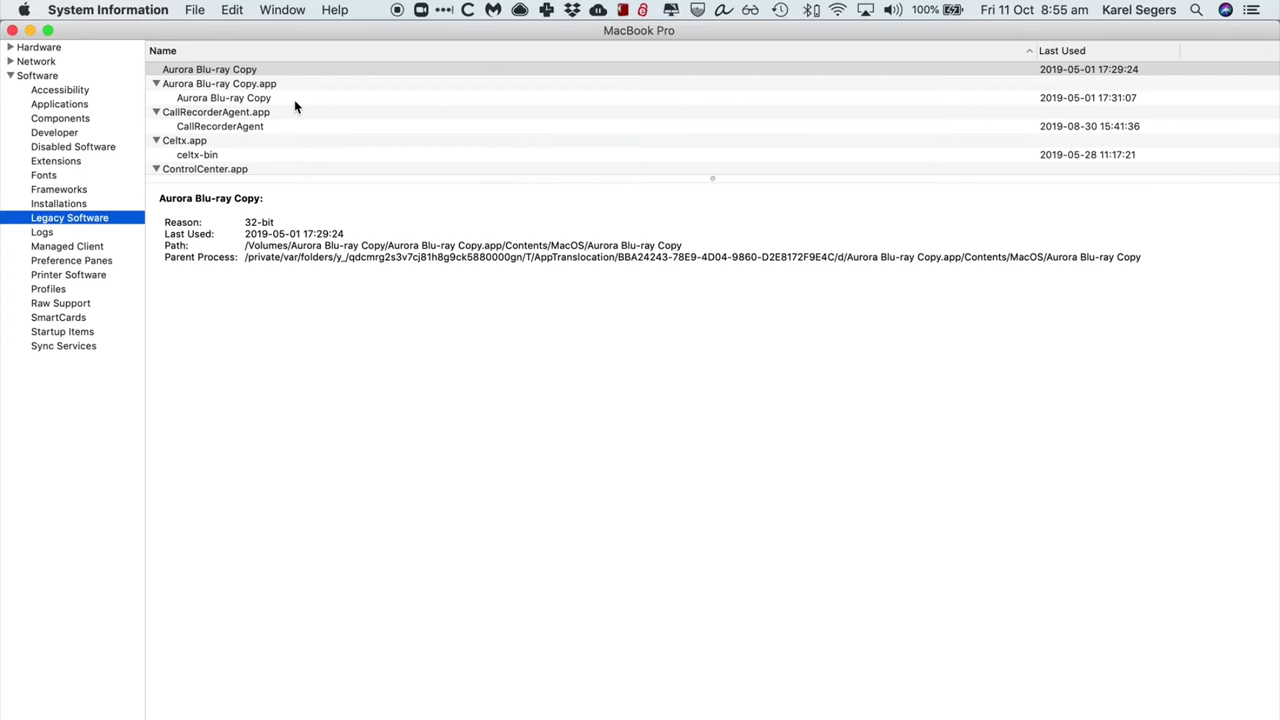 System Information File Edit Window Help 100% Fri 11 Oct 8:55 am Karel Segers
MacBook Pro
Hardware
Network
Software
Accessibility
Applications
Components
Developer
Disabled Software
Extensions
Fonts
Frameworks
Installations
Legacy Software
Logs
Managed Client
Preference Panes
Printer Software
Profiles
Raw Support
SmartCards
Startup Items
Sync Services
Name Last Used
Aurora Blu-ray Copy 2019-05-01 17:29:24
Aurora Blu-ray Copy.app
Aurora Blu-ray Copy 2019-05-01 17:31:07
CallRecorderAgent.app
CallRecorderAgent 2019-08-30 15:41:36
Celtx.app
celtx-bin 2019-05-28 11:17:21
ControlCenter.app
Aurora Blu-ray Copy:
Reason: 32-bit
Last Used: 2019-05-01 17:29:24
Path: /Volumes/Aurora Blu-ray Copy/Aurora Blu-ray Copy.app/Contents/MacOS/Aurora Blu-ray Copy
Parent Process: /private/var/folders/y_/qdcmrg2s3v7cj81h8g9ck5880000gn/T/AppTranslocation/BBA24243-78E9-4D04-9860-D2E8172F9E4C/d/Aurora Blu-ray Copy.app/Contents/MacOS/Aurora Blu-ray Copy